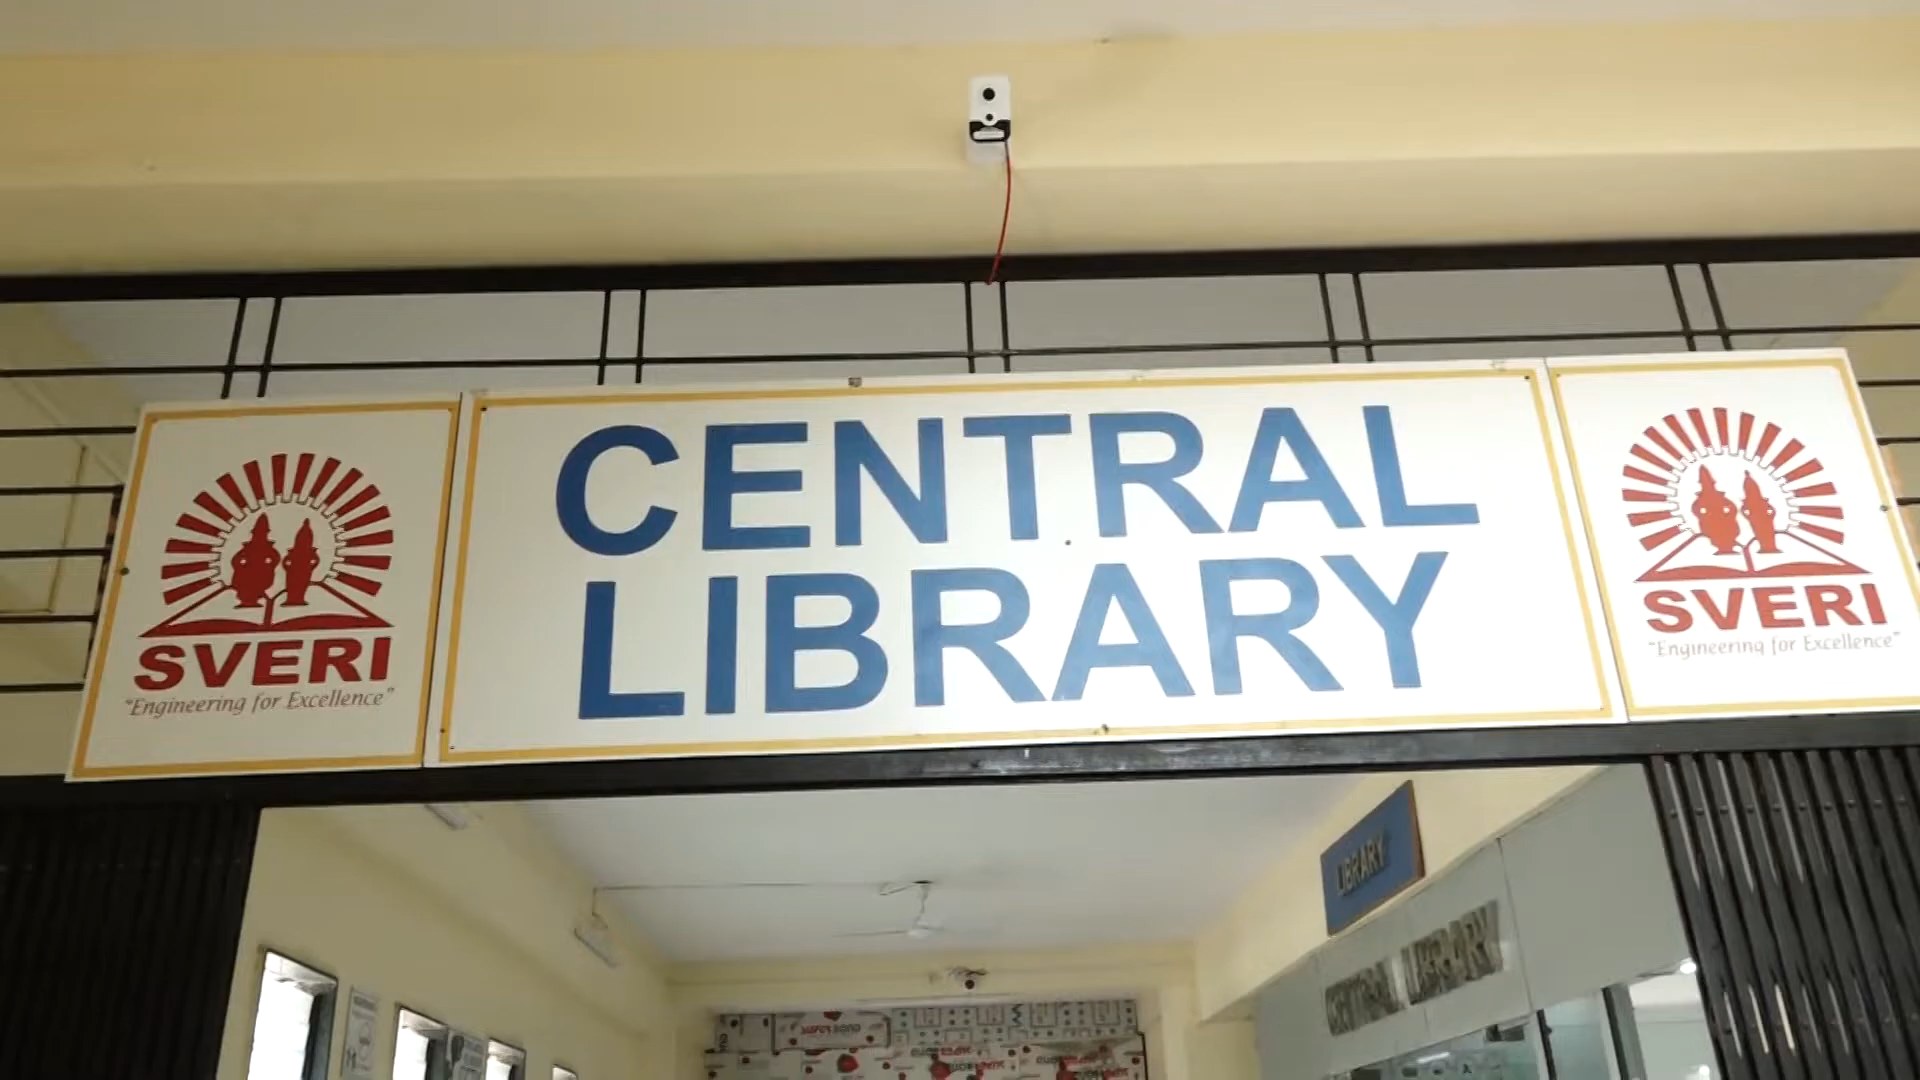 CENTRAL
LIBRARY
SVERI
"Engineering for Excellence"
SVERI
"Engineering for Excellence"
LIBRARY
CENTRAL LIBRARY